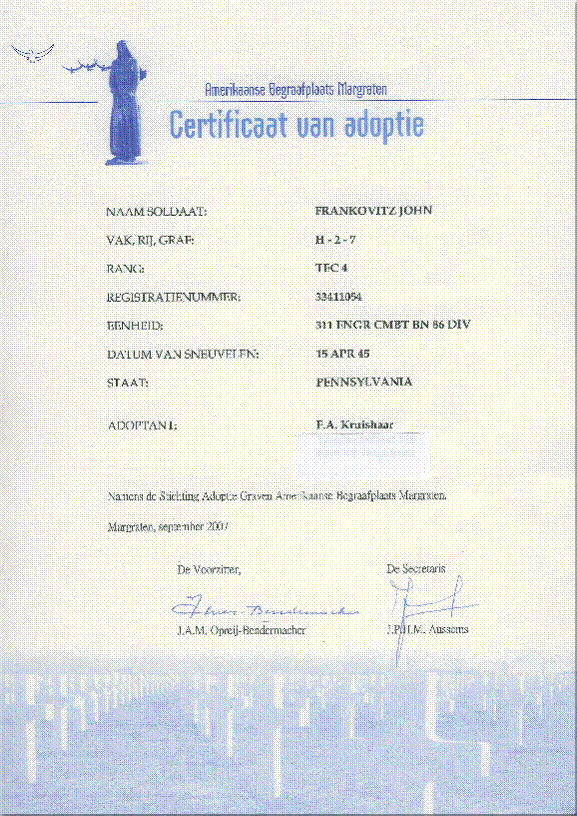 Amerikaanse Begraafplaats Margraten
Certificaat van adoptie
NAAM SOLDAAT: FRANKOVITZ JOHN
VAK, RIJ, GRAF: H - 2 - 7
RANG: TEC 4
REGISTRATIENUMMER: 33411054
EENHEID: 311 ENGR CMBT BN 86 DIV
DATUM VAN SNEUVELEN: 15 APR 45
STAAT: PENNSYLVANIA
ADOPTANT: F.A. Kruishaar
Namens de Stichting Adoptie Graven Amerikaanse Begraafplaats Margraten.
Margraten, september 2007
De Voorzitter, De Secretaris
J.A.M. Opreij-Bendermacher J.P.H.M. Aussems